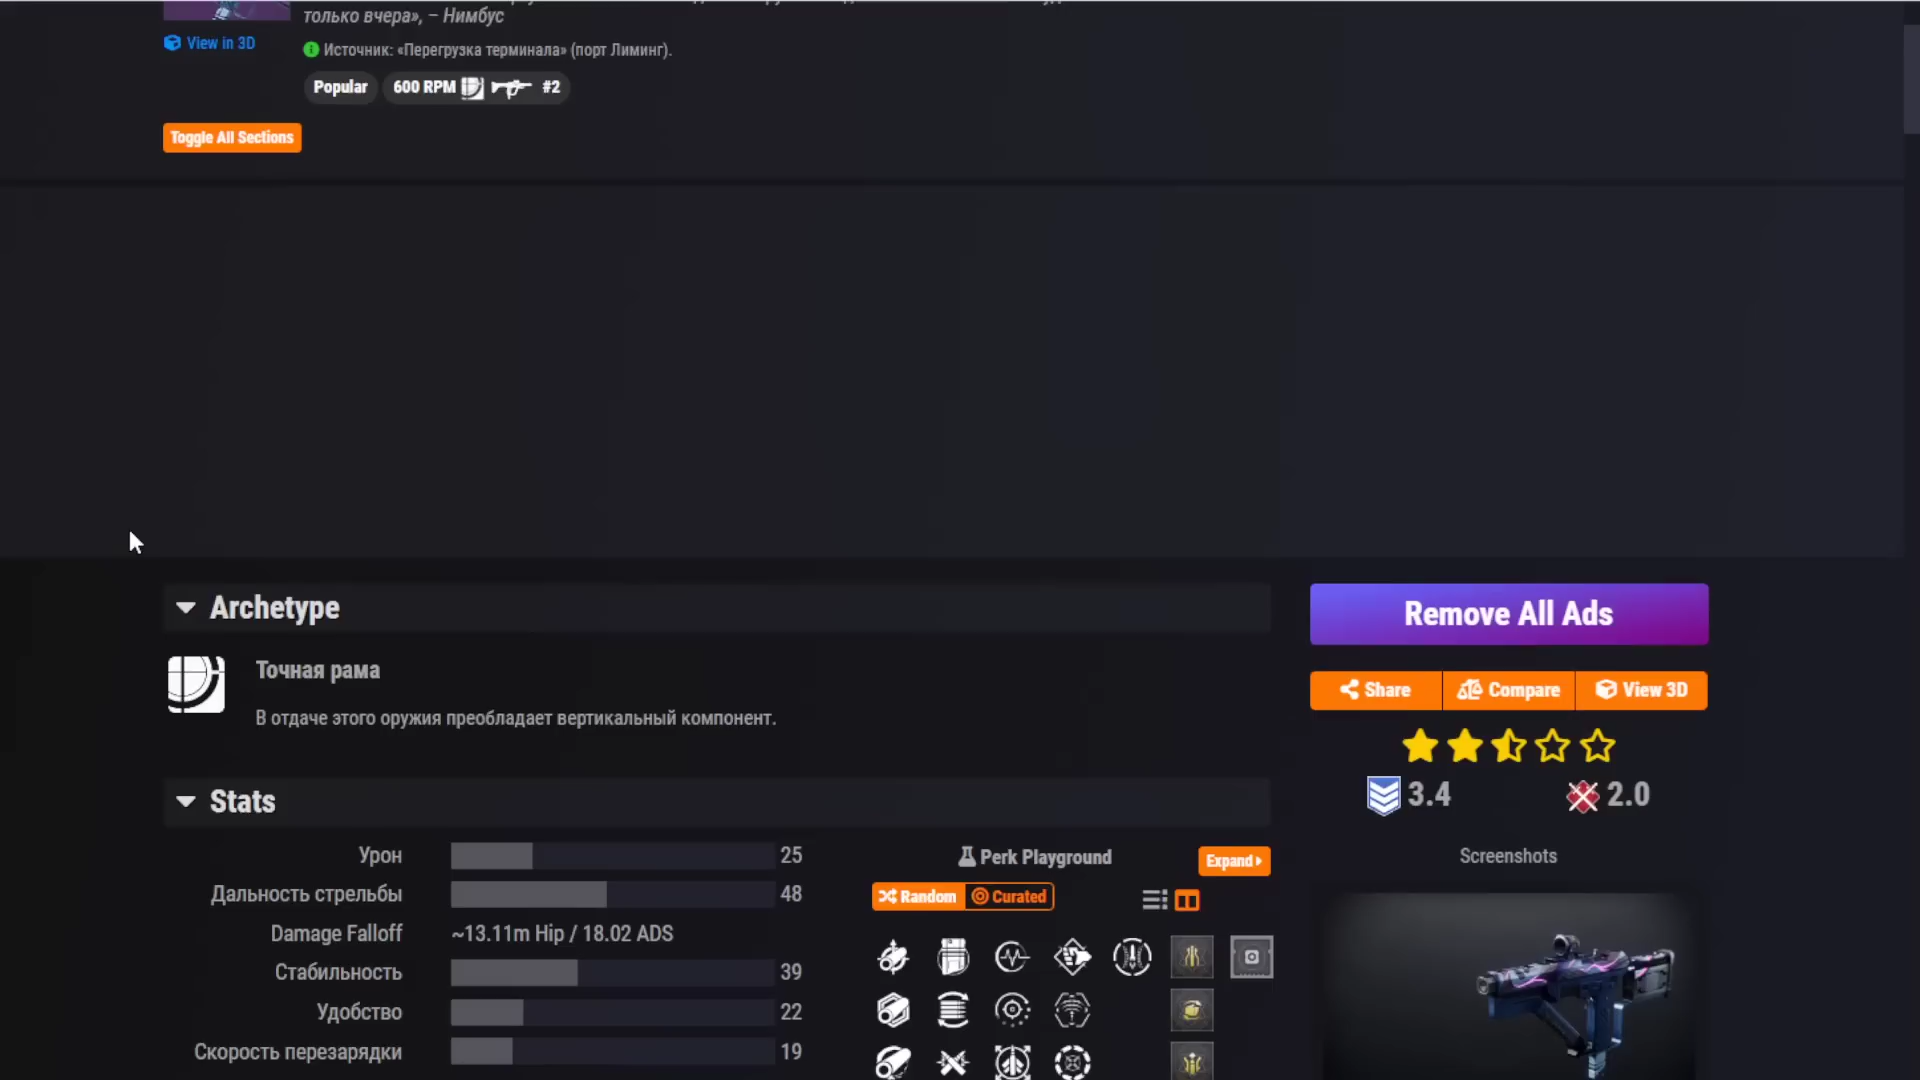 только вчера», – Нимбус
View in 3D
Источник: «Перегрузка терминала» (порт Лиминг).
Popular
600 RPM #2
Toggle All Sections
Archetype
Точная рама
В отдаче этого оружия преобладает вертикальный компонент.
Stats
Урон 25
Дальность стрельбы 48
Damage Falloff ~13.11m Hip / 18.02 ADS
Стабильность 39
Удобство 22
Скорость перезарядки 19
Perk Playground
Expand
Random
Curated
Remove All Ads
Share
Compare
View 3D
3.4
2.0
Screenshots